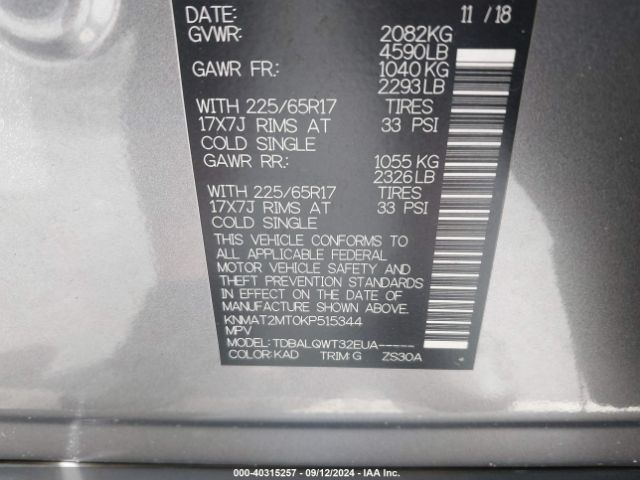 DATE: 11 / 18
GVWR: 2082KG
4590LB
GAWR FR: 1040 KG
2293 LB
WITH 225/65R17 TIRES
17X7J RIMS AT 33 PSI
COLD SINGLE
GAWR RR: 1055 KG
2326 LB
WITH 225/65R17 TIRES
17X7J RIMS AT 33 PSI
COLD SINGLE
THIS VEHICLE CONFORMS TO
ALL APPLICABLE FEDERAL
MOTOR VEHICLE SAFETY AND
THEFT PREVENTION STANDARDS
IN EFFECT ON THE DATE OF
MANUFACTURE SHOWN ABOVE.
KNMAT2MT0KP515344
MPV
MODEL: TDBALQWT32EUA-----
COLOR: KAD TRIM: G ZS30A
000-40315257 - 09/12/2024 - IAA Inc.